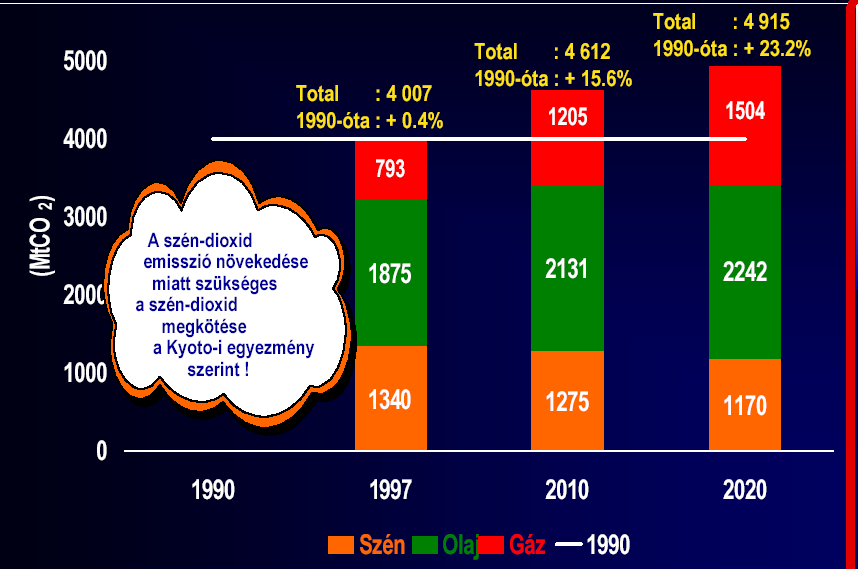 Total : 4 915
1990-óta : + 23.2%
Total : 4 612
1990-óta : + 15.6%
Total : 4 007
1990-óta : + 0.4%
5000
4000
3000
2000
1000
0
(MtCO 2)
A szén-dioxid
emisszió növekedése
miatt szükséges
a szén-dioxid
megkötése
a Kyoto-i egyezmény
szerint !
793
1875
1340
1205
2131
1275
1504
2242
1170
1990 1997 2010 2020
Szén Olaj Gáz 1990